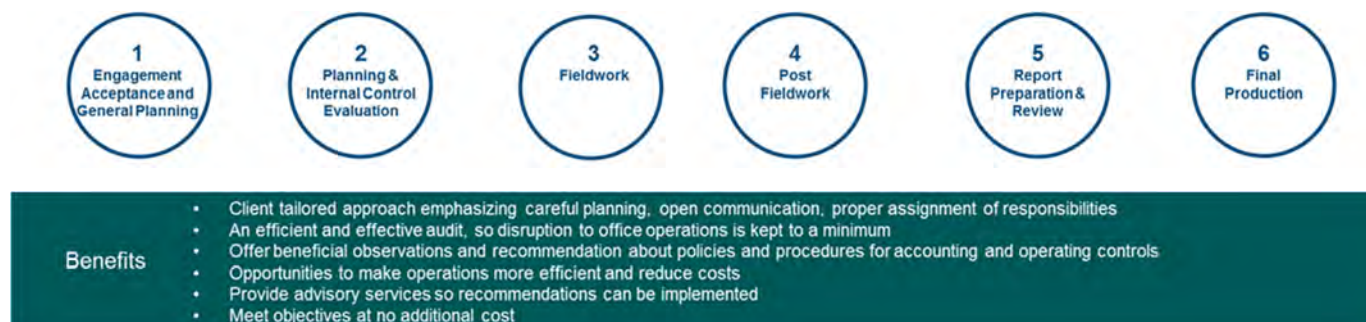 1
Engagement
Acceptance and
General Planning
2
Planning &
Internal Control
Evaluation
3
Fieldwork
4
Post
Fieldwork
5
Report
Preparation &
Review
6
Final
Production
Benefits
• Client tailored approach emphasizing careful planning, open communication, proper assignment of responsibilities
• An efficient and effective audit, so disruption to office operations is kept to a minimum
• Offer beneficial observations and recommendation about policies and procedures for accounting and operating controls
• Opportunities to make operations more efficient and reduce costs
• Provide advisory services so recommendations can be implemented
• Meet objectives at no additional cost